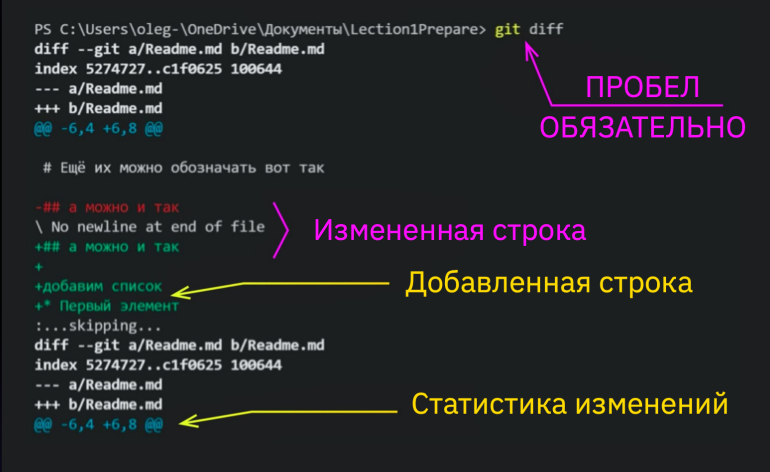 PS C:\Users\oleg-\OneDrive\Документы\Lection1Prepare> git diff
diff --git a/Readme.md b/Readme.md
index 5274727..c1f0625 100644
--- a/Readme.md
+++ b/Readme.md
@@ -6,4 +6,8 @@
ПРОБЕЛ
ОБЯЗАТЕЛЬНО
# Ещё их можно обозначать вот так
-## а можно и так
\ No newline at end of file
+## а можно и так
Измененная строка
+
+добавим список
+* Первый элемент
Добавленная строка
:...skipping...
diff --git a/Readme.md b/Readme.md
index 5274727..c1f0625 100644
--- a/Readme.md
+++ b/Readme.md
@@ -6,4 +6,8 @@
Статистика изменений